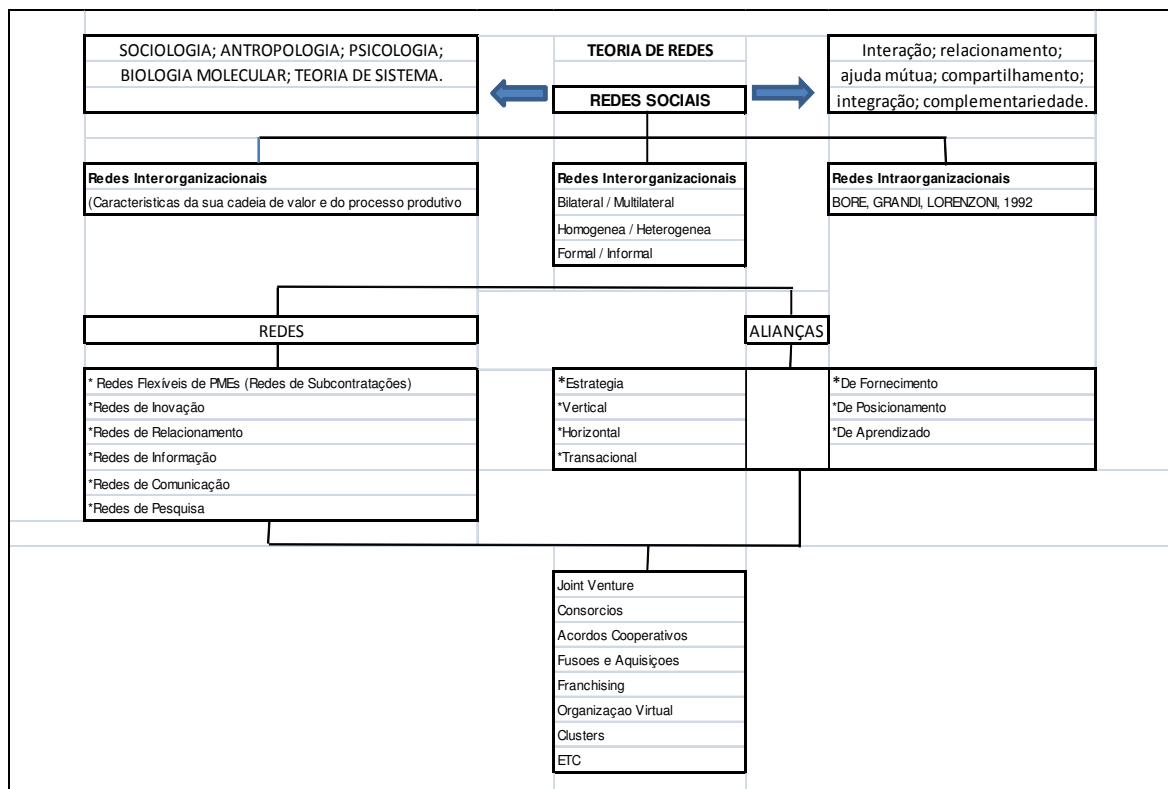 SOCIOLOGIA; ANTROPOLOGIA; PSICOLOGIA;
BIOLOGIA MOLECULAR; TEORIA DE SISTEMA.
TEORIA DE REDES
REDES SOCIAIS
Interação; relacionamento;
ajuda mútua; compartilhamento;
integração; complementariedade.
Redes Interorganizacionais
(Caracteristicas da sua cadeia de valor e do processo produtivo
Redes Interorganizacionais
Bilateral / Multilateral
Homogenea / Heterogenea
Formal / Informal
Redes Intraorganizacionais
BORE, GRANDI, LORENZONI, 1992
REDES
ALIANÇAS
* Redes Flexíveis de PMEs (Redes de Subcontratações)
*Redes de Inovação
*Redes de Relacionamento
*Redes de Informação
*Redes de Comunicação
*Redes de Pesquisa
*Estrategia
*Vertical
*Horizontal
*Transacional
*De Fornecimento
*De Posicionamento
*De Aprendizado
Joint Venture
Consorcios
Acordos Cooperativos
Fusoes e Aquisiçoes
Franchising
Organizaçao Virtual
Clusters
ETC